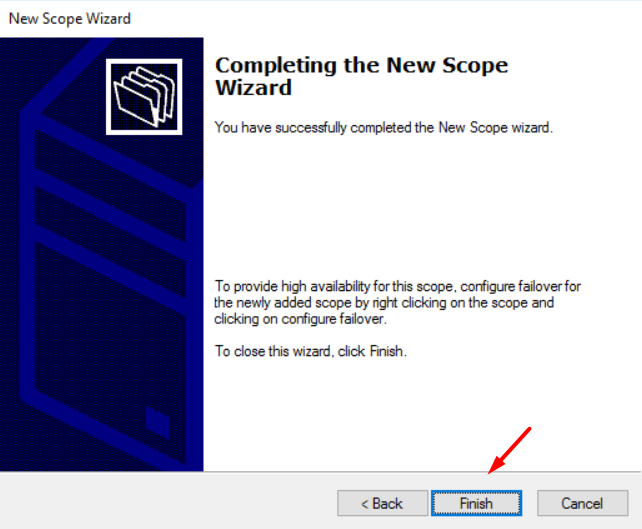 New Scope Wizard
Completing the New Scope
Wizard
You have successfully completed the New Scope wizard.
To provide high availability for this scope, configure failover for
the newly added scope by right clicking on the scope and
clicking on configure failover.
To close this wizard, click Finish.
< Back
Finish
Cancel